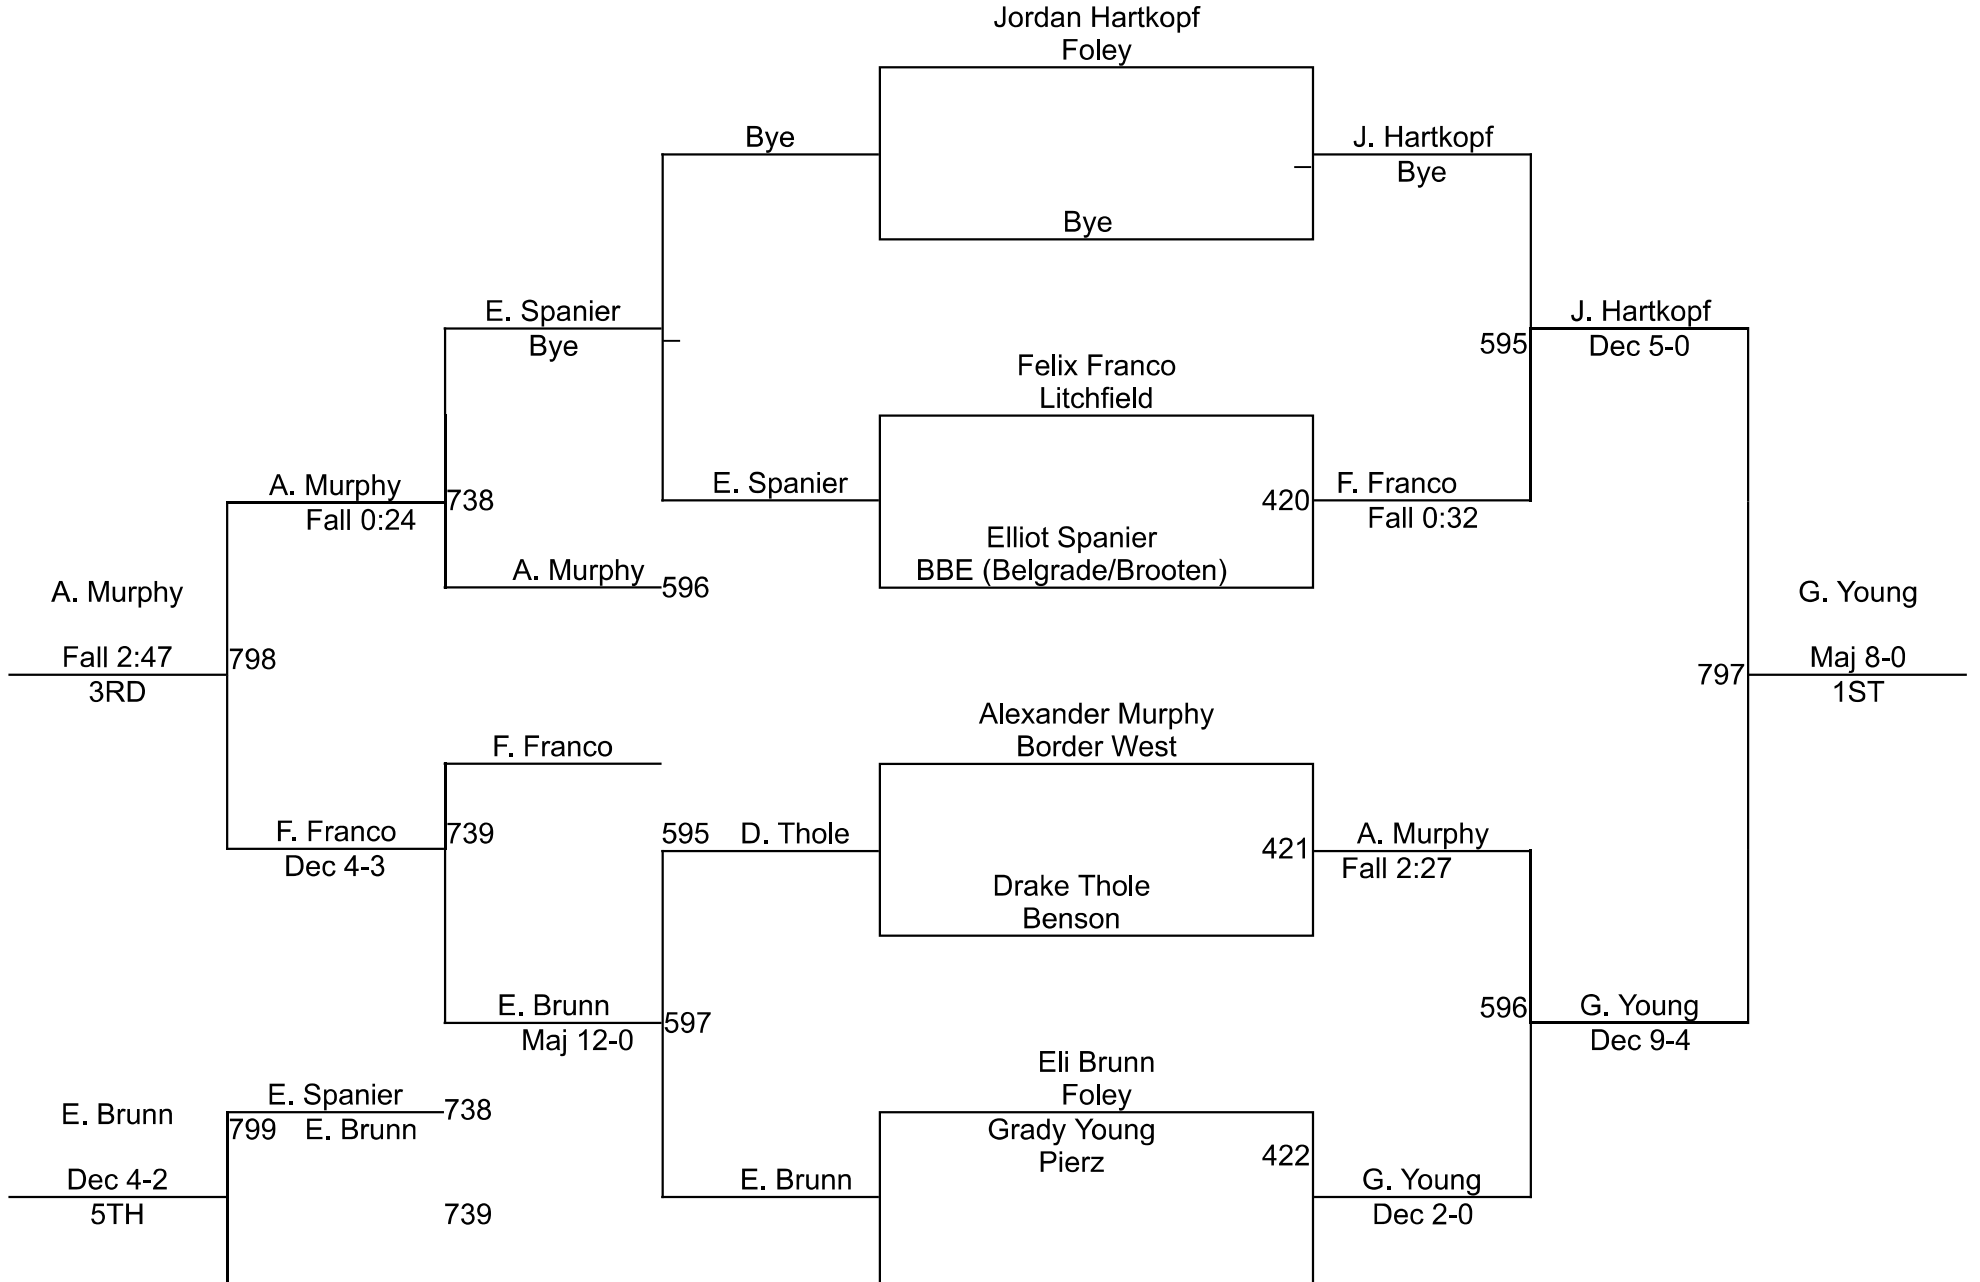 Jordan Hartkopf
Foley
Bye
J. Hartkopf
Bye
Bye
E. Spanier
Bye
J. Hartkopf
595
Dec 5-0
Felix Franco
Litchfield
A. Murphy
738
Fall 0:24
E. Spanier
420
F. Franco
Fall 0:32
Elliot Spanier
BBE (Belgrade/Brooten)
A. Murphy
596
A. Murphy
G. Young
Fall 2:47
798
3RD
797
Maj 8-0
1ST
Alexander Murphy
Border West
F. Franco
F. Franco
739
Dec 4-3
595
D. Thole
421
A. Murphy
Fall 2:27
Drake Thole
Benson
E. Brunn
597
Maj 12-0
596
G. Young
Dec 9-4
Eli Brunn
Foley
E. Spanier
738
E. Brunn
799
E. Brunn
Grady Young
Pierz
422
Dec 4-2
5TH
739
E. Brunn
G. Young
Dec 2-0